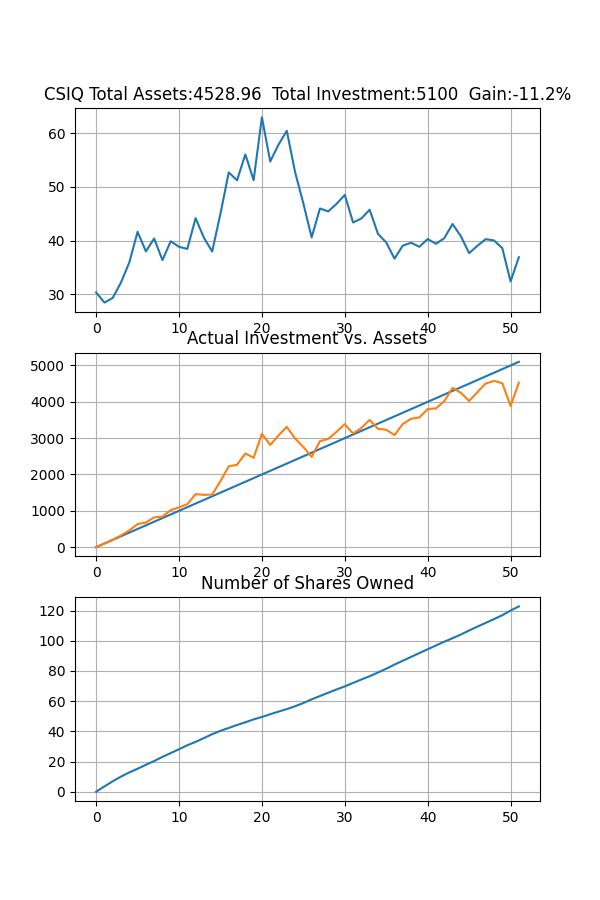 CSIQ Total Assets:4528.96  Total Investment:5100  Gain:-11.2%
60
50
40
30
0 10 20 30 40 50
Actual Investment vs. Assets
5000
4000
3000
2000
1000
0
0 10 20 30 40 50
Number of Shares Owned
120
100
80
60
40
20
0
0 10 20 30 40 50